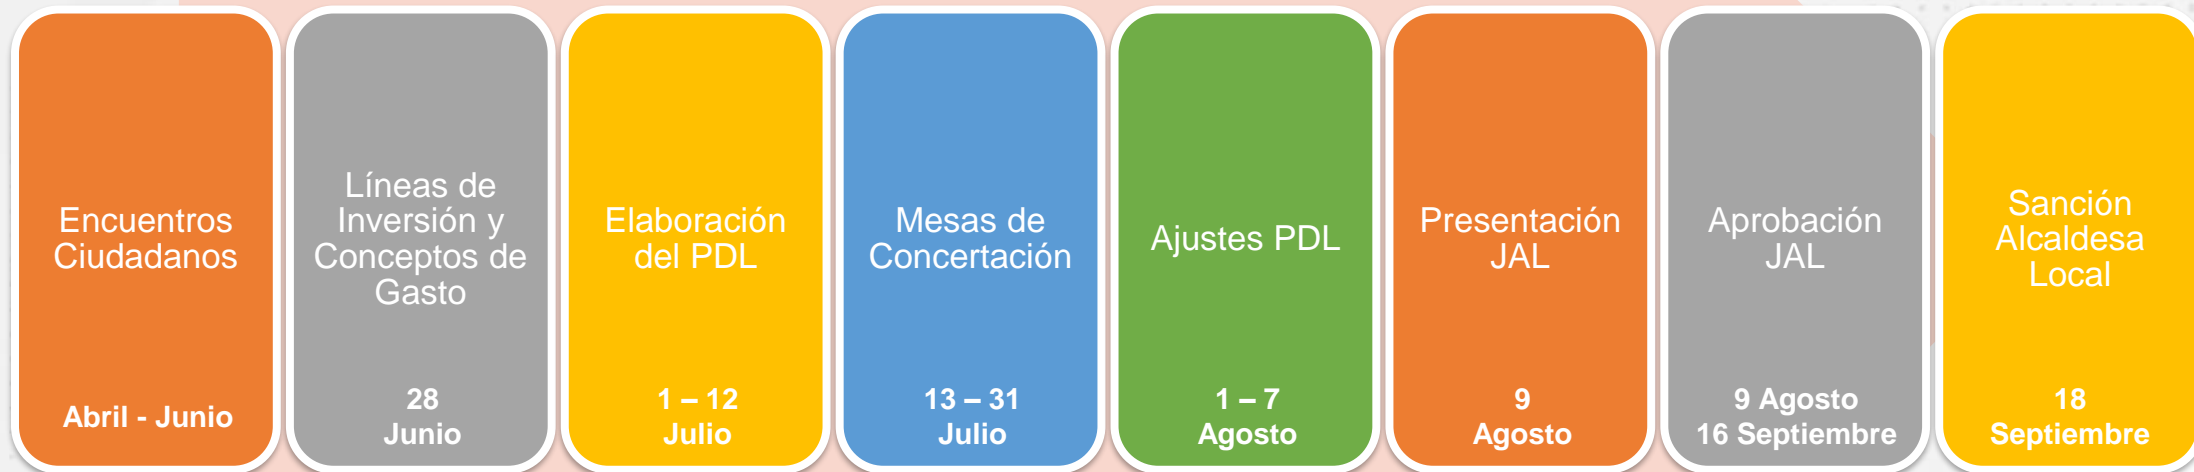 Encuentros
Ciudadanos
Abril - Junio
Líneas de
Inversión y
Conceptos de
Gasto
28
Junio
Elaboración
del PDL
1 – 12
Julio
Mesas de
Concertación
13 – 31
Julio
Ajustes PDL
1 – 7
Agosto
Presentación
JAL
9
Agosto
Aprobación
JAL
9 Agosto
16 Septiembre
Sanción
Alcaldesa
Local
18
Septiembre